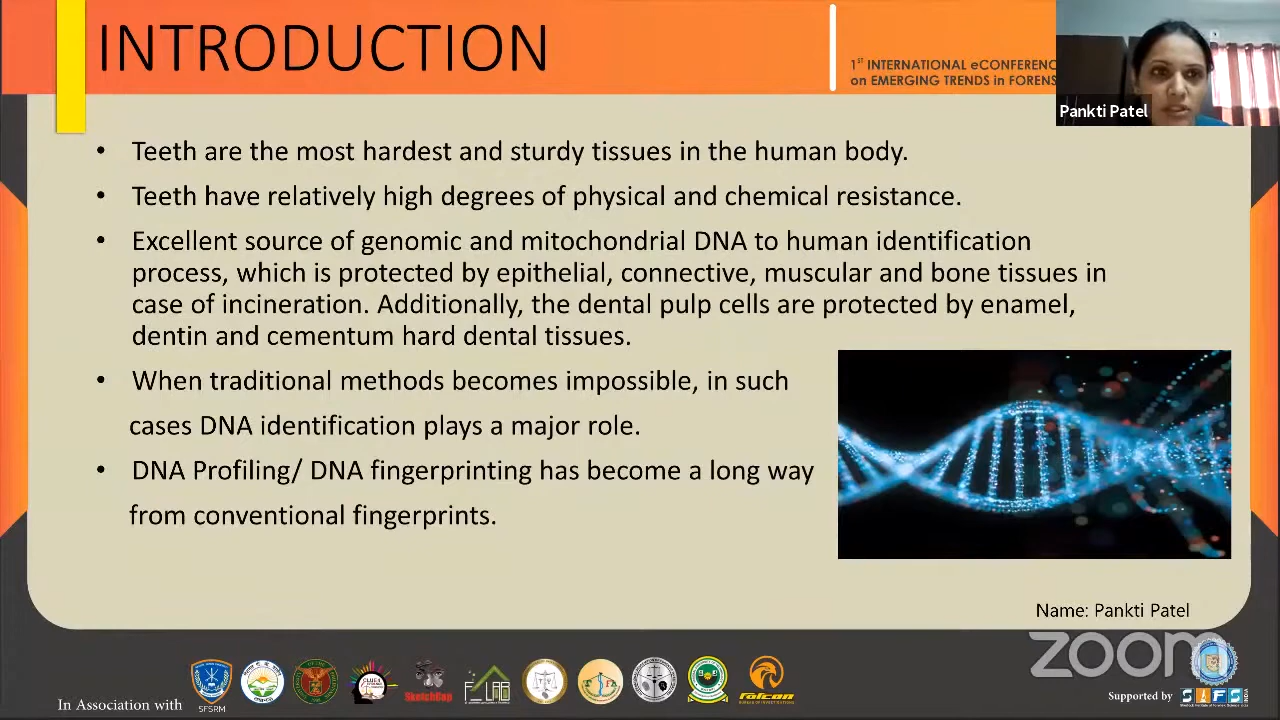 INTRODUCTION
1st INTERNATIONAL eCONFERENC
on EMERGING TRENDS in FORENS
Pankti Patel
• Teeth are the most hardest and sturdy tissues in the human body.
• Teeth have relatively high degrees of physical and chemical resistance.
• Excellent source of genomic and mitochondrial DNA to human identification
process, which is protected by epithelial, connective, muscular and bone tissues in
case of incineration. Additionally, the dental pulp cells are protected by enamel,
dentin and cementum hard dental tissues.
• When traditional methods becomes impossible, in such
cases DNA identification plays a major role.
• DNA Profiling/ DNA fingerprinting has become a long way
from conventional fingerprints.
Name: Pankti Patel
zoom
In Association with
SFSRM
SketchCop
F LAB
falcon
Supported by
SIFS